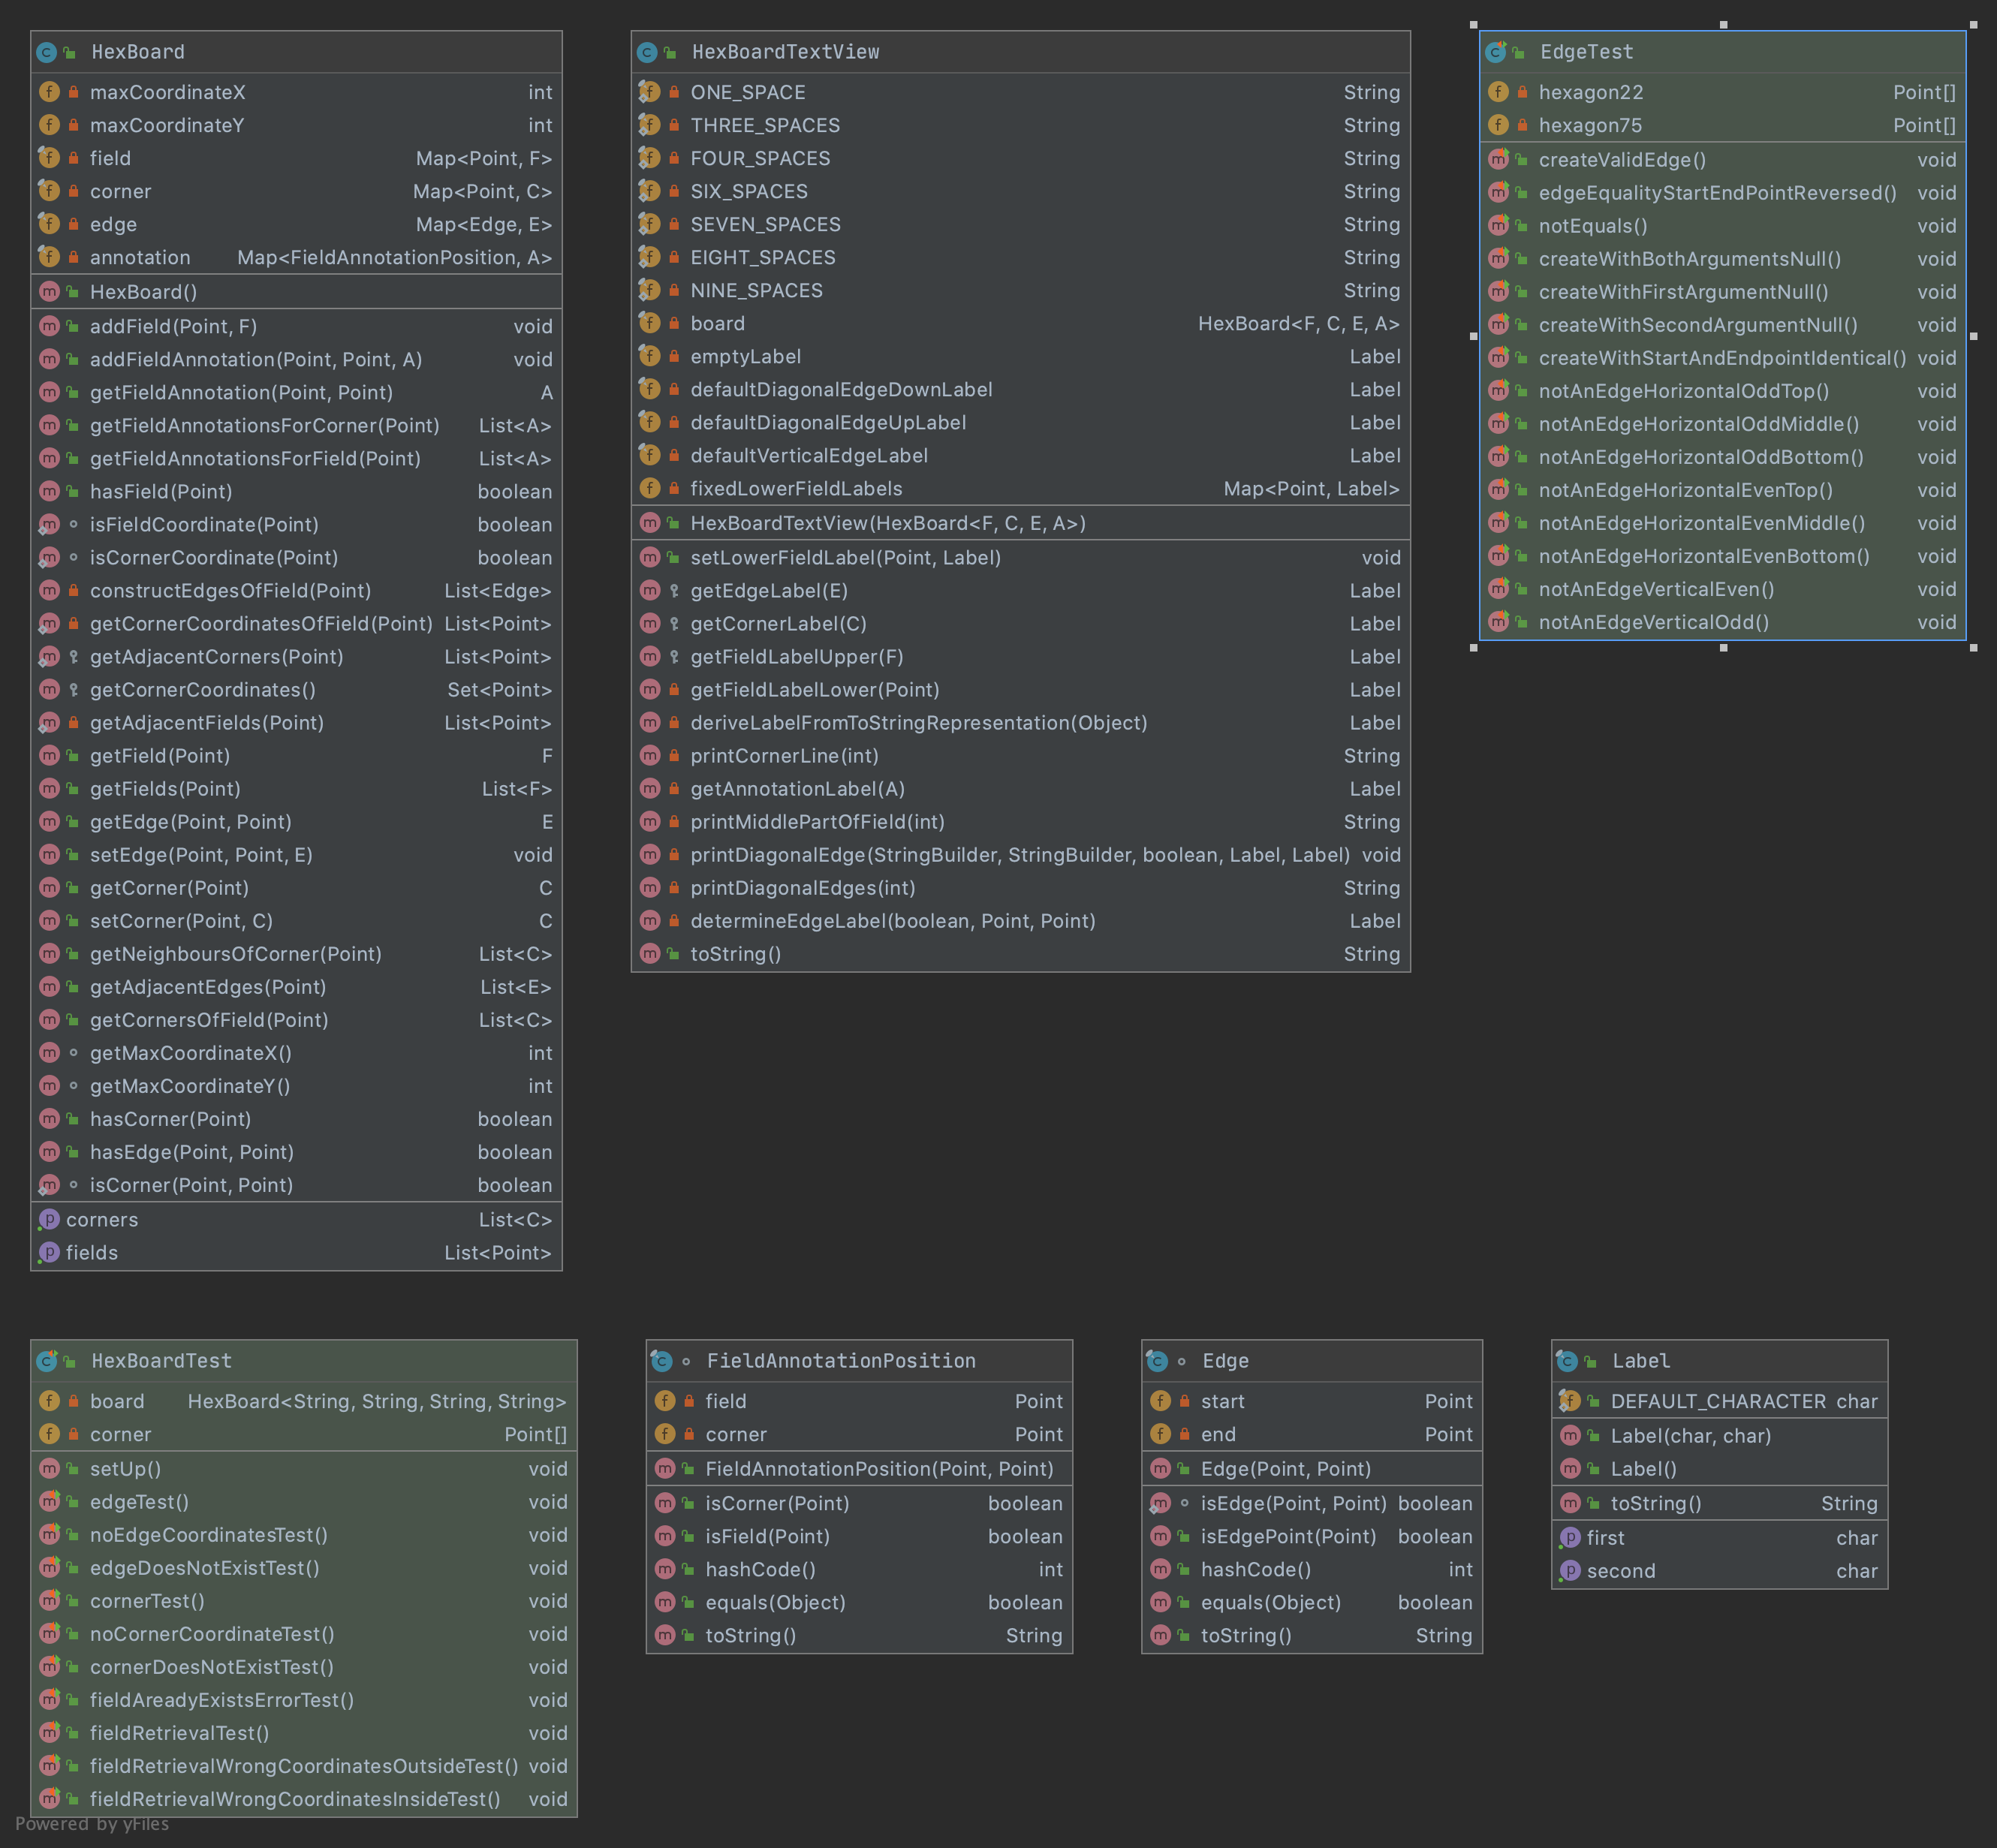 HexBoard
maxCoordinateX int
maxCoordinateY int
field Map<Point, F>
corner Map<Point, C>
edge Map<Edge, E>
annotation Map<FieldAnnotationPosition, A>
HexBoard()
addField(Point, F) void
addFieldAnnotation(Point, Point, A) void
getFieldAnnotation(Point, Point) A
getFieldAnnotationsForCorner(Point) List<A>
getFieldAnnotationsForField(Point) List<A>
hasField(Point) boolean
isFieldCoordinate(Point) boolean
isCornerCoordinate(Point) boolean
constructEdgesOfField(Point) List<Edge>
getCornerCoordinatesOfField(Point) List<Point>
getAdjacentCorners(Point) List<Point>
getCornerCoordinates() Set<Point>
getAdjacentFields(Point) List<Point>
getField(Point) F
getFields(Point) List<F>
getEdge(Point, Point) E
setEdge(Point, Point, E) void
getCorner(Point) C
setCorner(Point, C) C
getNeighboursOfCorner(Point) List<C>
getAdjacentEdges(Point) List<E>
getCornersOfField(Point) List<C>
getMaxCoordinateX() int
getMaxCoordinateY() int
hasCorner(Point) boolean
hasEdge(Point, Point) boolean
isCorner(Point, Point) boolean
corners List<C>
fields List<Point>
HexBoardTextView
ONE_SPACE String
THREE_SPACES String
FOUR_SPACES String
SIX_SPACES String
SEVEN_SPACES String
EIGHT_SPACES String
NINE_SPACES String
board HexBoard<F, C, E, A>
emptyLabel Label
defaultDiagonalEdgeDownLabel Label
defaultDiagonalEdgeUpLabel Label
defaultVerticalEdgeLabel Label
fixedLowerFieldLabels Map<Point, Label>
HexBoardTextView(HexBoard<F, C, E, A>)
setLowerFieldLabel(Point, Label) void
getEdgeLabel(E) Label
getCornerLabel(C) Label
getFieldLabelUpper(F) Label
getFieldLabelLower(Point) Label
deriveLabelFromToStringRepresentation(Object) Label
printCornerLine(int) String
getAnnotationLabel(A) Label
printMiddlePartOfField(int) String
printDiagonalEdge(StringBuilder, StringBuilder, boolean, Label, Label) void
printDiagonalEdges(int) String
determineEdgeLabel(boolean, Point, Point) Label
toString() String
EdgeTest
hexagon22 Point[]
hexagon75 Point[]
createValidEdge() void
edgeEqualityStartEndPointReversed() void
notEquals() void
createWithBothArgumentsNull() void
createWithFirstArgumentNull() void
createWithSecondArgumentNull() void
createWithStartAndEndpointIdentical() void
notAnEdgeHorizontalOddTop() void
notAnEdgeHorizontalOddMiddle() void
notAnEdgeHorizontalOddBottom() void
notAnEdgeHorizontalEvenTop() void
notAnEdgeHorizontalEvenMiddle() void
notAnEdgeHorizontalEvenBottom() void
notAnEdgeVerticalEven() void
notAnEdgeVerticalOdd() void
HexBoardTest
board HexBoard<String, String, String, String>
corner Point[]
setUp() void
edgeTest() void
noEdgeCoordinatesTest() void
edgeDoesNotExistTest() void
cornerTest() void
noCornerCoordinateTest() void
cornerDoesNotExistTest() void
fieldAreadyExistsErrorTest() void
fieldRetrievalTest() void
fieldRetrievalWrongCoordinatesOutsideTest() void
fieldRetrievalWrongCoordinatesInsideTest() void
FieldAnnotationPosition
field Point
corner Point
FieldAnnotationPosition(Point, Point)
isCorner(Point) boolean
isField(Point) boolean
hashCode() int
equals(Object) boolean
toString() String
Edge
start Point
end Point
Edge(Point, Point)
isEdge(Point, Point) boolean
isEdgePoint(Point) boolean
hashCode() int
equals(Object) boolean
toString() String
Label
DEFAULT_CHARACTER char
Label(char, char)
Label()
toString() String
first char
second char
Powered by yFiles